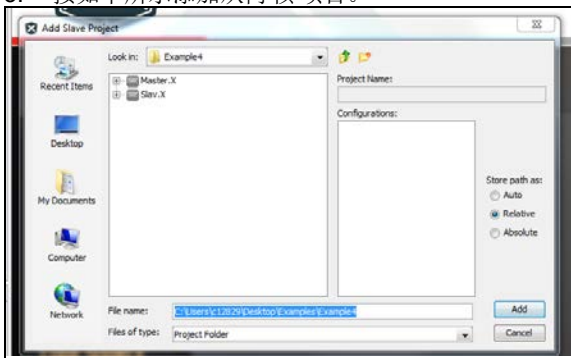 Add Slave Project
Look in: Example4
Recent Items
Desktop
My Documents
Computer
Network
Master.X
Slav.X
Project Name:
Configurations:
Store path as:
Auto
Relative
Absolute
File name: C:\Users\c12829\Desktop\Examples\Example4
Add
Files of type: Project Folder
Cancel